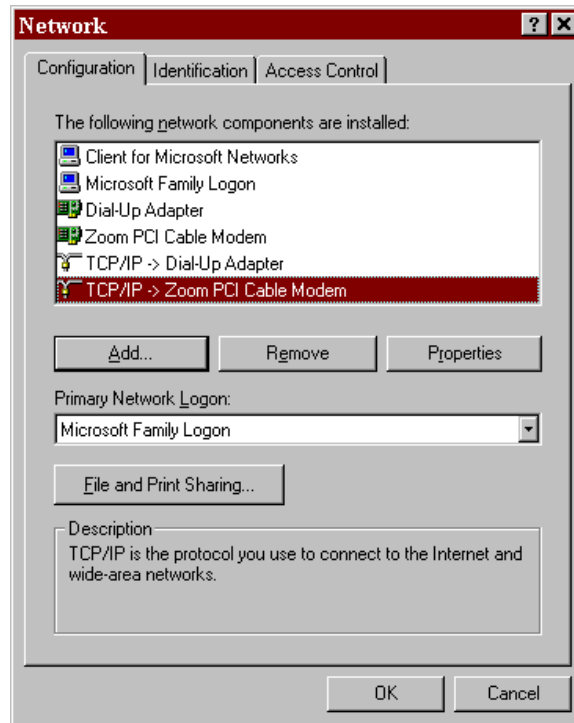 Network
Configuration Identification Access Control
The following network components are installed:
Client for Microsoft Networks
Microsoft Family Logon
Dial-Up Adapter
Zoom PCI Cable Modem
TCP/IP -> Dial-Up Adapter
TCP/IP -> Zoom PCI Cable Modem
Add... Remove Properties
Primary Network Logon:
Microsoft Family Logon
File and Print Sharing...
Description
TCP/IP is the protocol you use to connect to the Internet and
wide-area networks.
OK Cancel